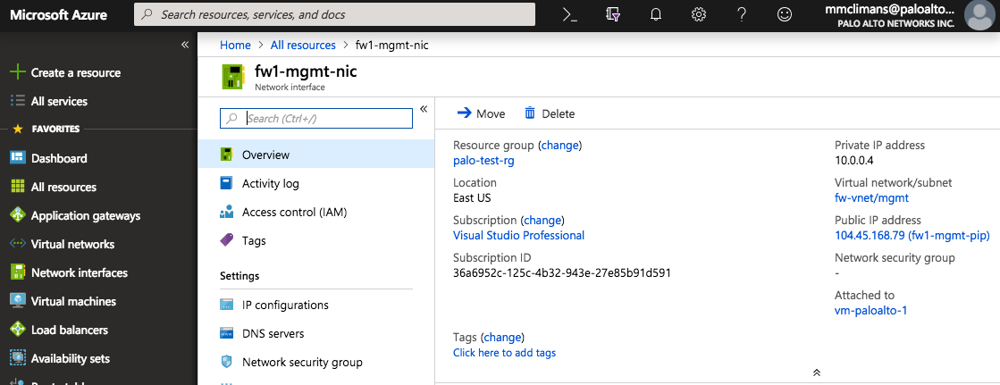 Microsoft Azure
Search resources, services, and docs
mmclimans@paloalto...
PALO ALTO NETWORKS INC.
Home > All resources > fw1-mgmt-nic
fw1-mgmt-nic
Network interface
Create a resource
All services
FAVORITES
Dashboard
All resources
Application gateways
Virtual networks
Network interfaces
Virtual machines
Load balancers
Availability sets
Search (Ctrl+/)
Overview
Activity log
Access control (IAM)
Tags
Settings
IP configurations
DNS servers
Network security group
Move
Delete
Resource group (change)
palo-test-rg
Location
East US
Subscription (change)
Visual Studio Professional
Subscription ID
36a6952c-125c-4b32-943e-27e85b91d591
Tags (change)
Click here to add tags
Private IP address
10.0.0.4
Virtual network/subnet
fw-vnet/mgmt
Public IP address
104.45.168.79 (fw1-mgmt-pip)
Network security group
-
Attached to
vm-paloalto-1